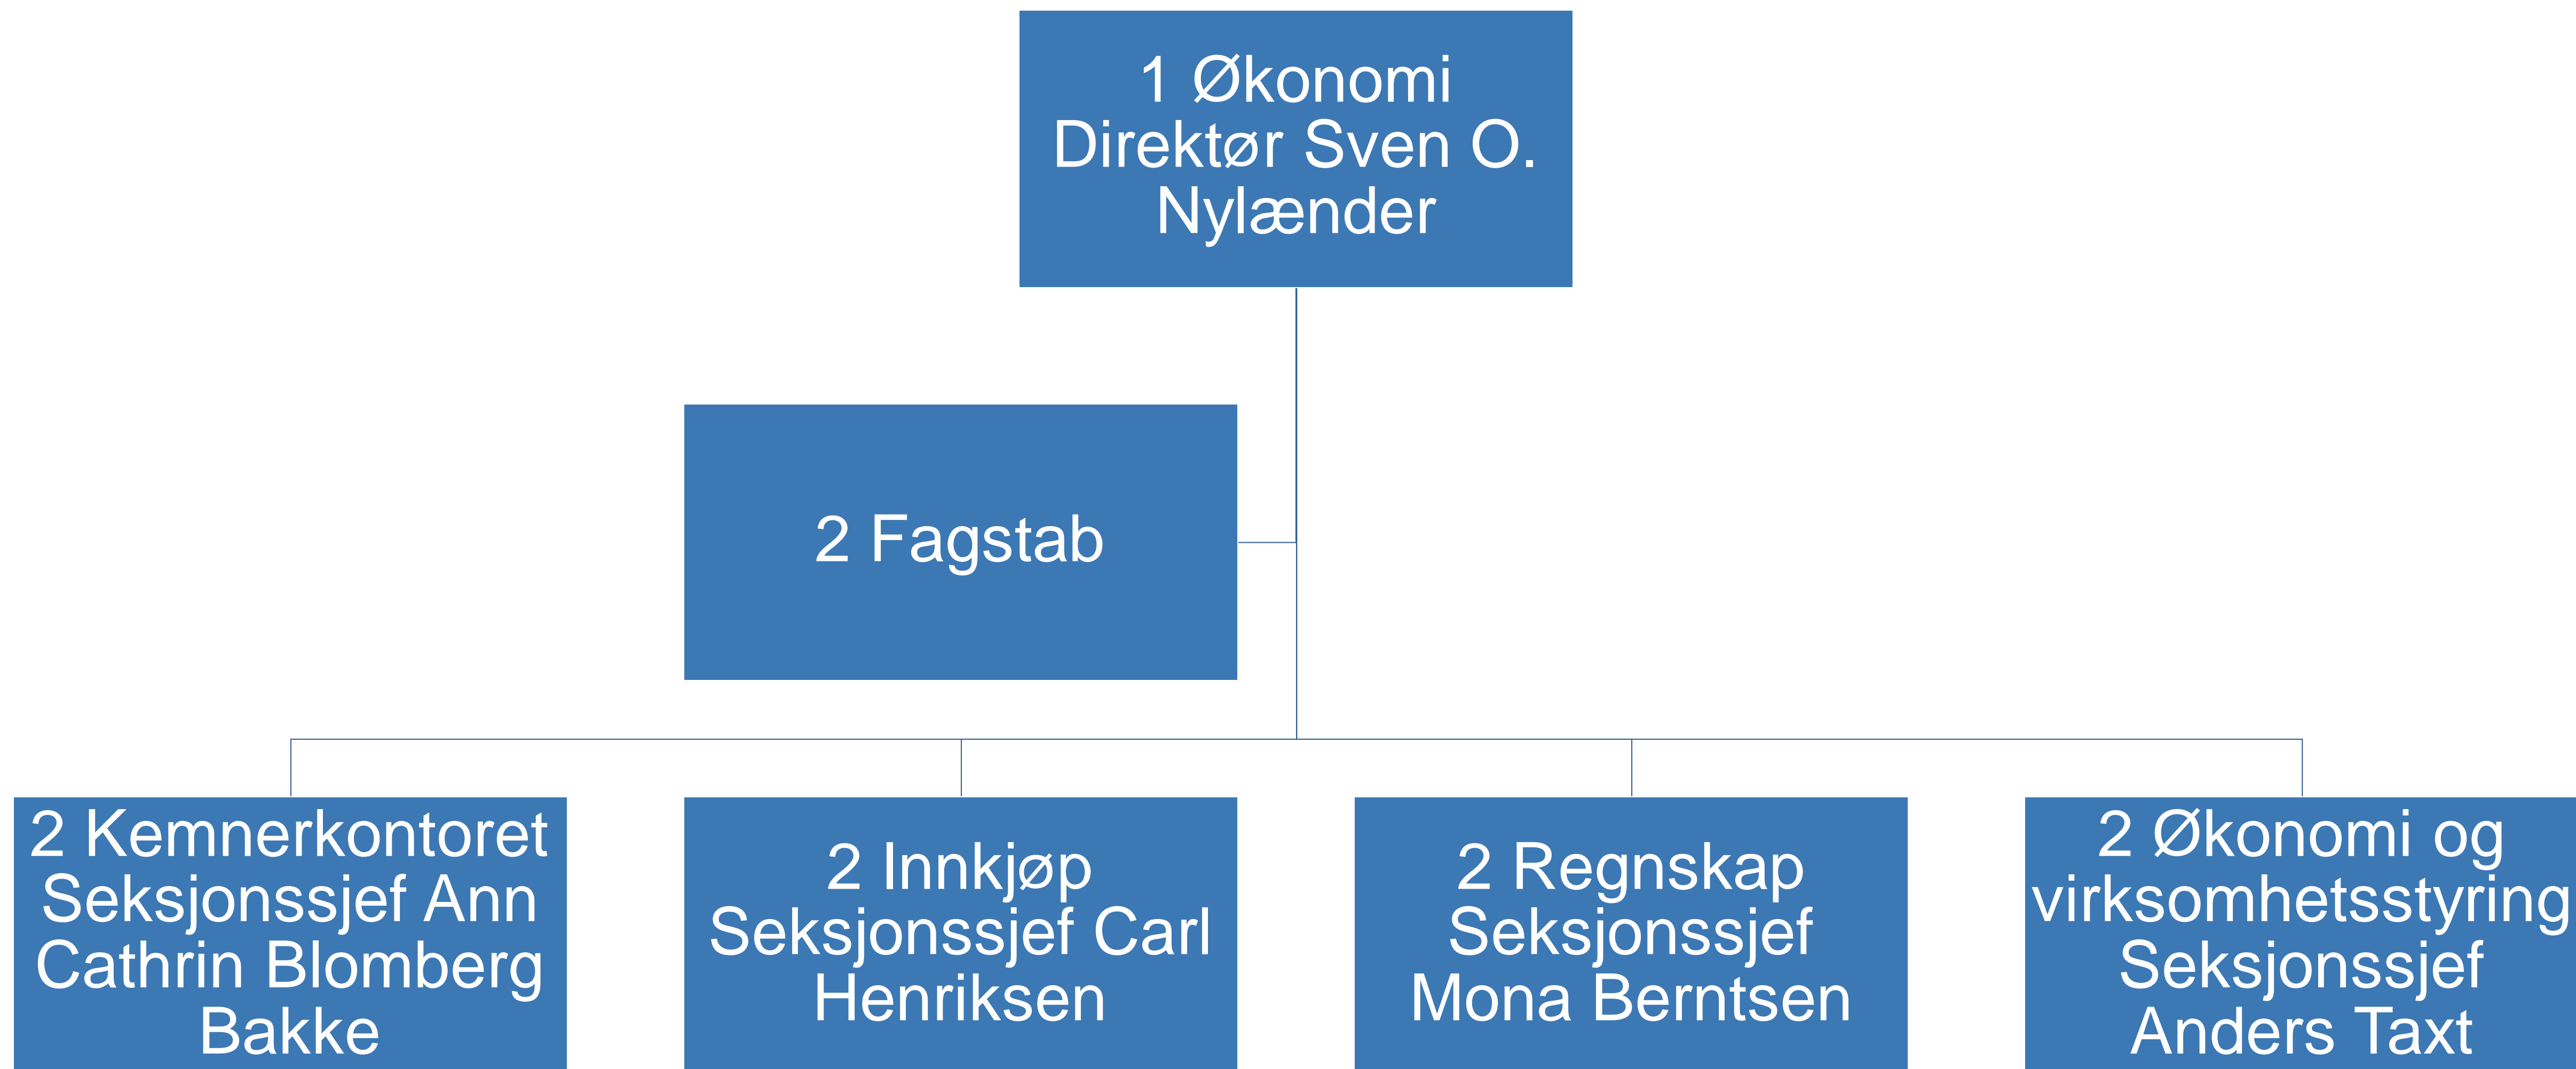 1 Økonomi
Direktør Sven O.
Nylænder
2 Fagstab
2 Kemnerkontoret
Seksjonssjef Ann
Cathrin Blomberg
Bakke
2 Innkjøp
Seksjonssjef Carl
Henriksen
2 Regnskap
Seksjonssjef
Mona Berntsen
2 Økonomi og
virksomhetsstyring
Seksjonssjef
Anders Taxt